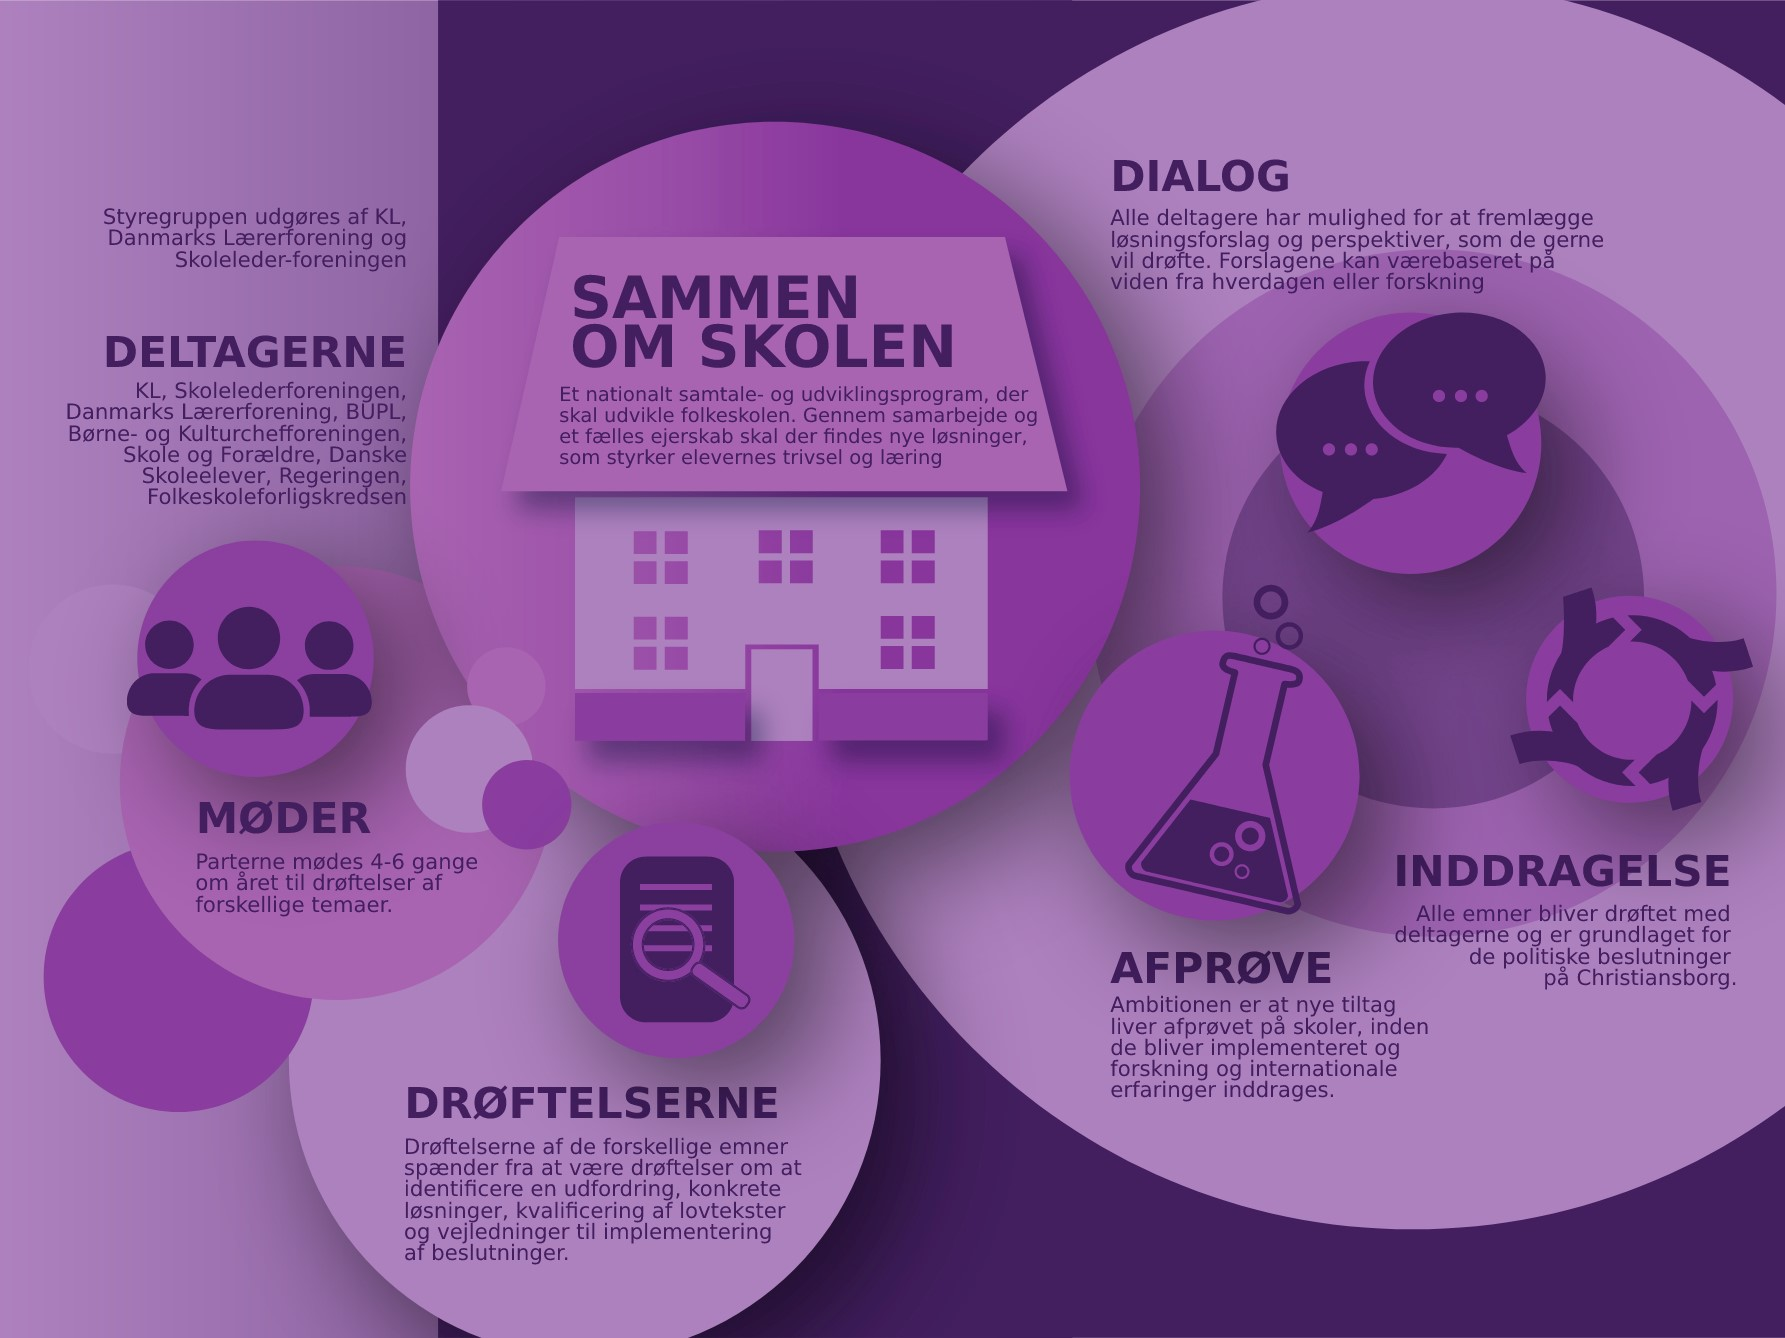 Styregruppen udgøres af KL,
Danmarks Lærerforening og
Skoleleder-foreningen
DELTAGERNE
KL, Skolelederforeningen,
Danmarks Lærerforening, BUPL,
Børne- og Kulturchefforeningen,
Skole og Forældre, Danske
Skoleelever, Regeringen,
Folkeskoleforligskredsen
SAMMEN
OM SKOLEN
Et nationalt samtale- og udviklingsprogram, der
skal udvikle folkeskolen. Gennem samarbejde og
et fælles ejerskab skal der findes nye løsninger,
som styrker elevernes trivsel og læring
DIALOG
Alle deltagere har mulighed for at fremlægge
løsningsforslag og perspektiver, som de gerne
vil drøfte. Forslagene kan værebaseret på
viden fra hverdagen eller forskning
MØDER
Parterne mødes 4-6 gange
om året til drøftelser af
forskellige temaer.
DRØFTELSERNE
Drøftelserne af de forskellige emner
spænder fra at være drøftelser om at
identificere en udfordring, konkrete
løsninger, kvalificering af lovtekster
og vejledninger til implementering
af beslutninger.
AFPRØVE
Ambitionen er at nye tiltag
liver afprøvet på skoler, inden
de bliver implementeret og
forskning og internationale
erfaringer inddrages.
INDDRAGELSE
Alle emner bliver drøftet med
deltagerne og er grundlaget for
de politiske beslutninger
på Christiansborg.